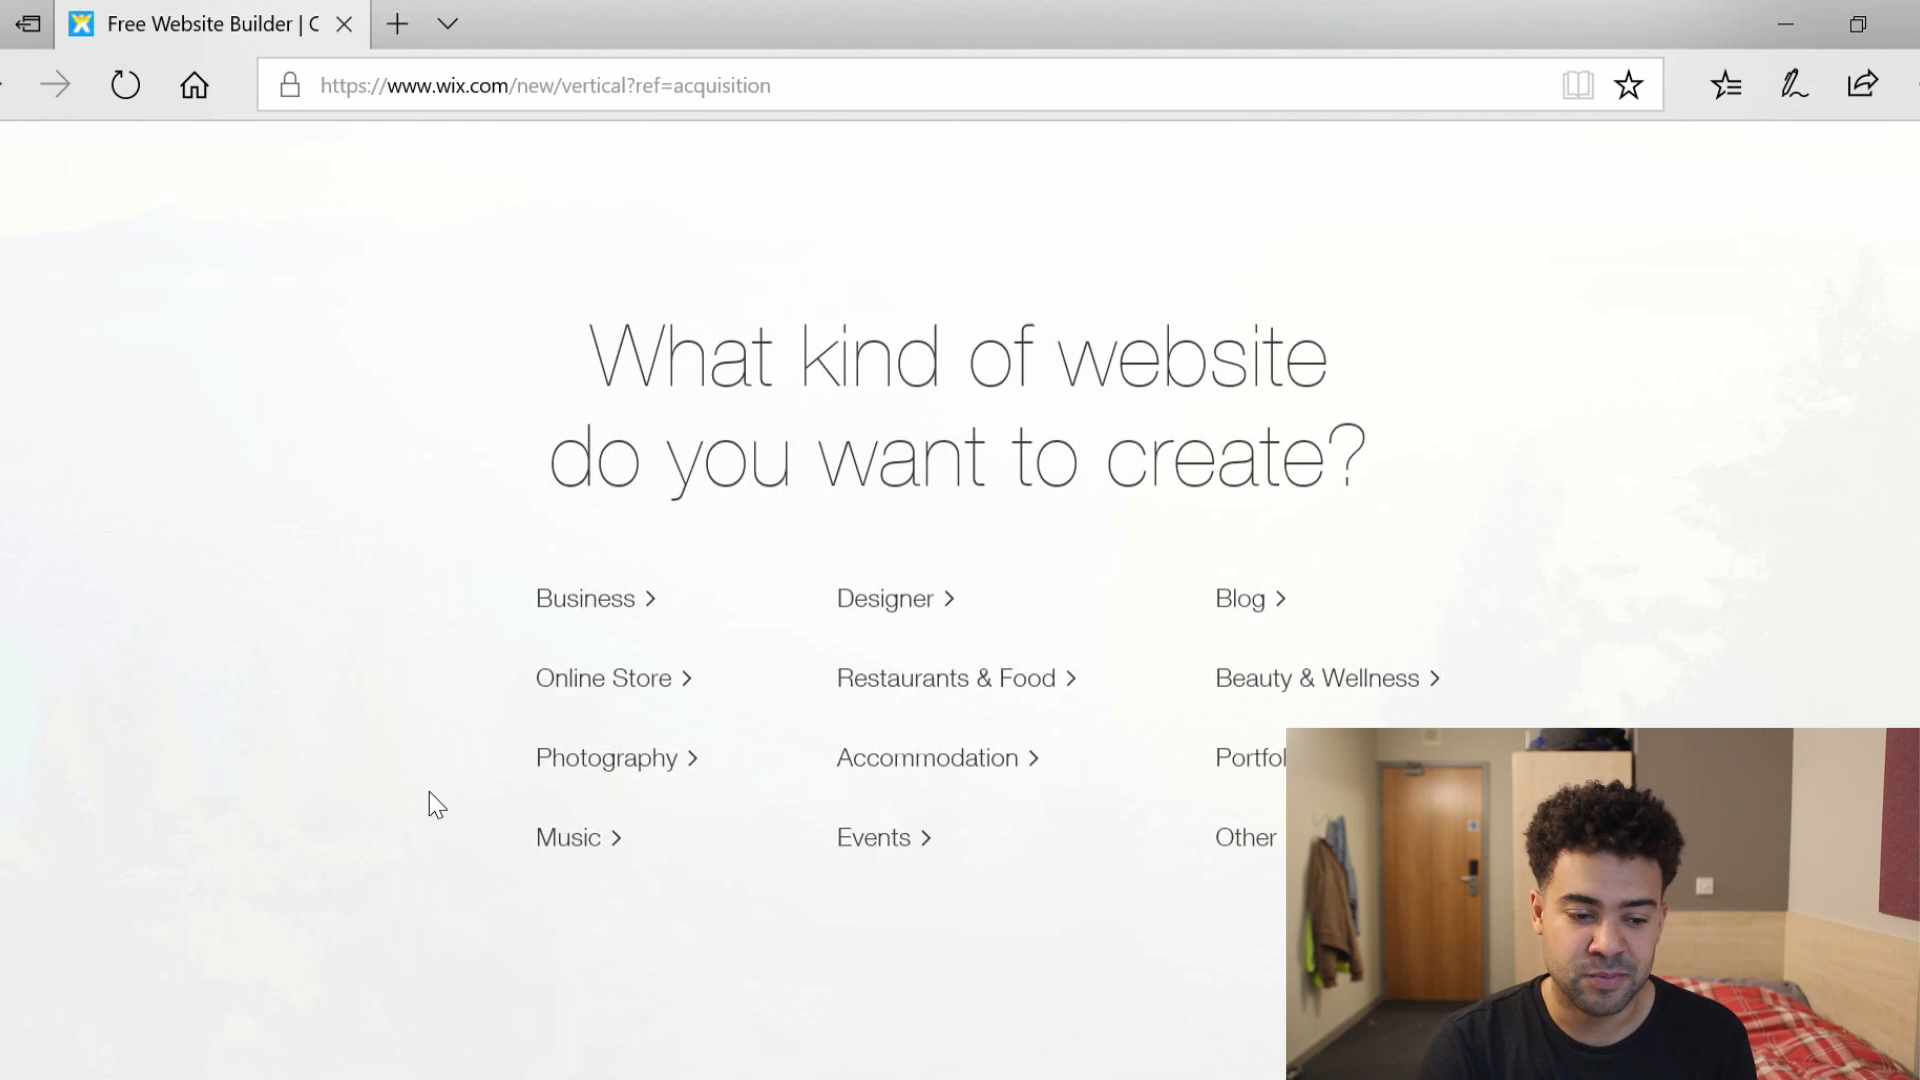 Free Website Builder | C
https://www.wix.com/new/vertical?ref=acquisition
What kind of website
do you want to create?
Business >
Designer >
Blog >
Online Store >
Restaurants & Food >
Beauty & Wellness >
Photography >
Accommodation >
Portfol
Music >
Events >
Other